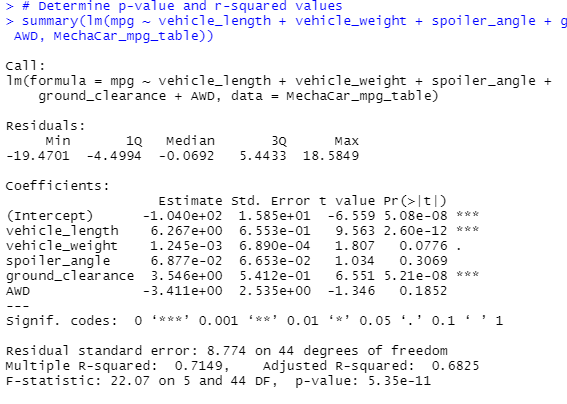 > # Determine p-value and r-squared values
> summary(lm(mpg ~ vehicle_length + vehicle_weight + spoiler_angle + g
AWD, MechaCar_mpg_table))
Call:
lm(formula = mpg ~ vehicle_length + vehicle_weight + spoiler_angle +
    ground_clearance + AWD, data = MechaCar_mpg_table)
Residuals:
     Min       1Q   Median       3Q      Max
-19.4701  -4.4994  -0.0692   5.4433  18.5849
Coefficients:
                   Estimate Std. Error t value Pr(>|t|)
(Intercept)      -1.040e+02  1.585e+01  -6.559 5.08e-08 ***
vehicle_length    6.267e+00  6.553e-01   9.563 2.60e-12 ***
vehicle_weight    1.245e-03  6.890e-04   1.807   0.0776 .
spoiler_angle     6.877e-02  6.653e-02   1.034   0.3069
ground_clearance  3.546e+00  5.412e-01   6.551 5.21e-08 ***
AWD              -3.411e+00  2.535e+00  -1.346   0.1852
---
Signif. codes:  0 ‘***’ 0.001 ‘**’ 0.01 ‘*’ 0.05 ‘.’ 0.1 ‘ ’ 1
Residual standard error: 8.774 on 44 degrees of freedom
Multiple R-squared:  0.7149,    Adjusted R-squared:  0.6825
F-statistic: 22.07 on 5 and 44 DF,  p-value: 5.35e-11